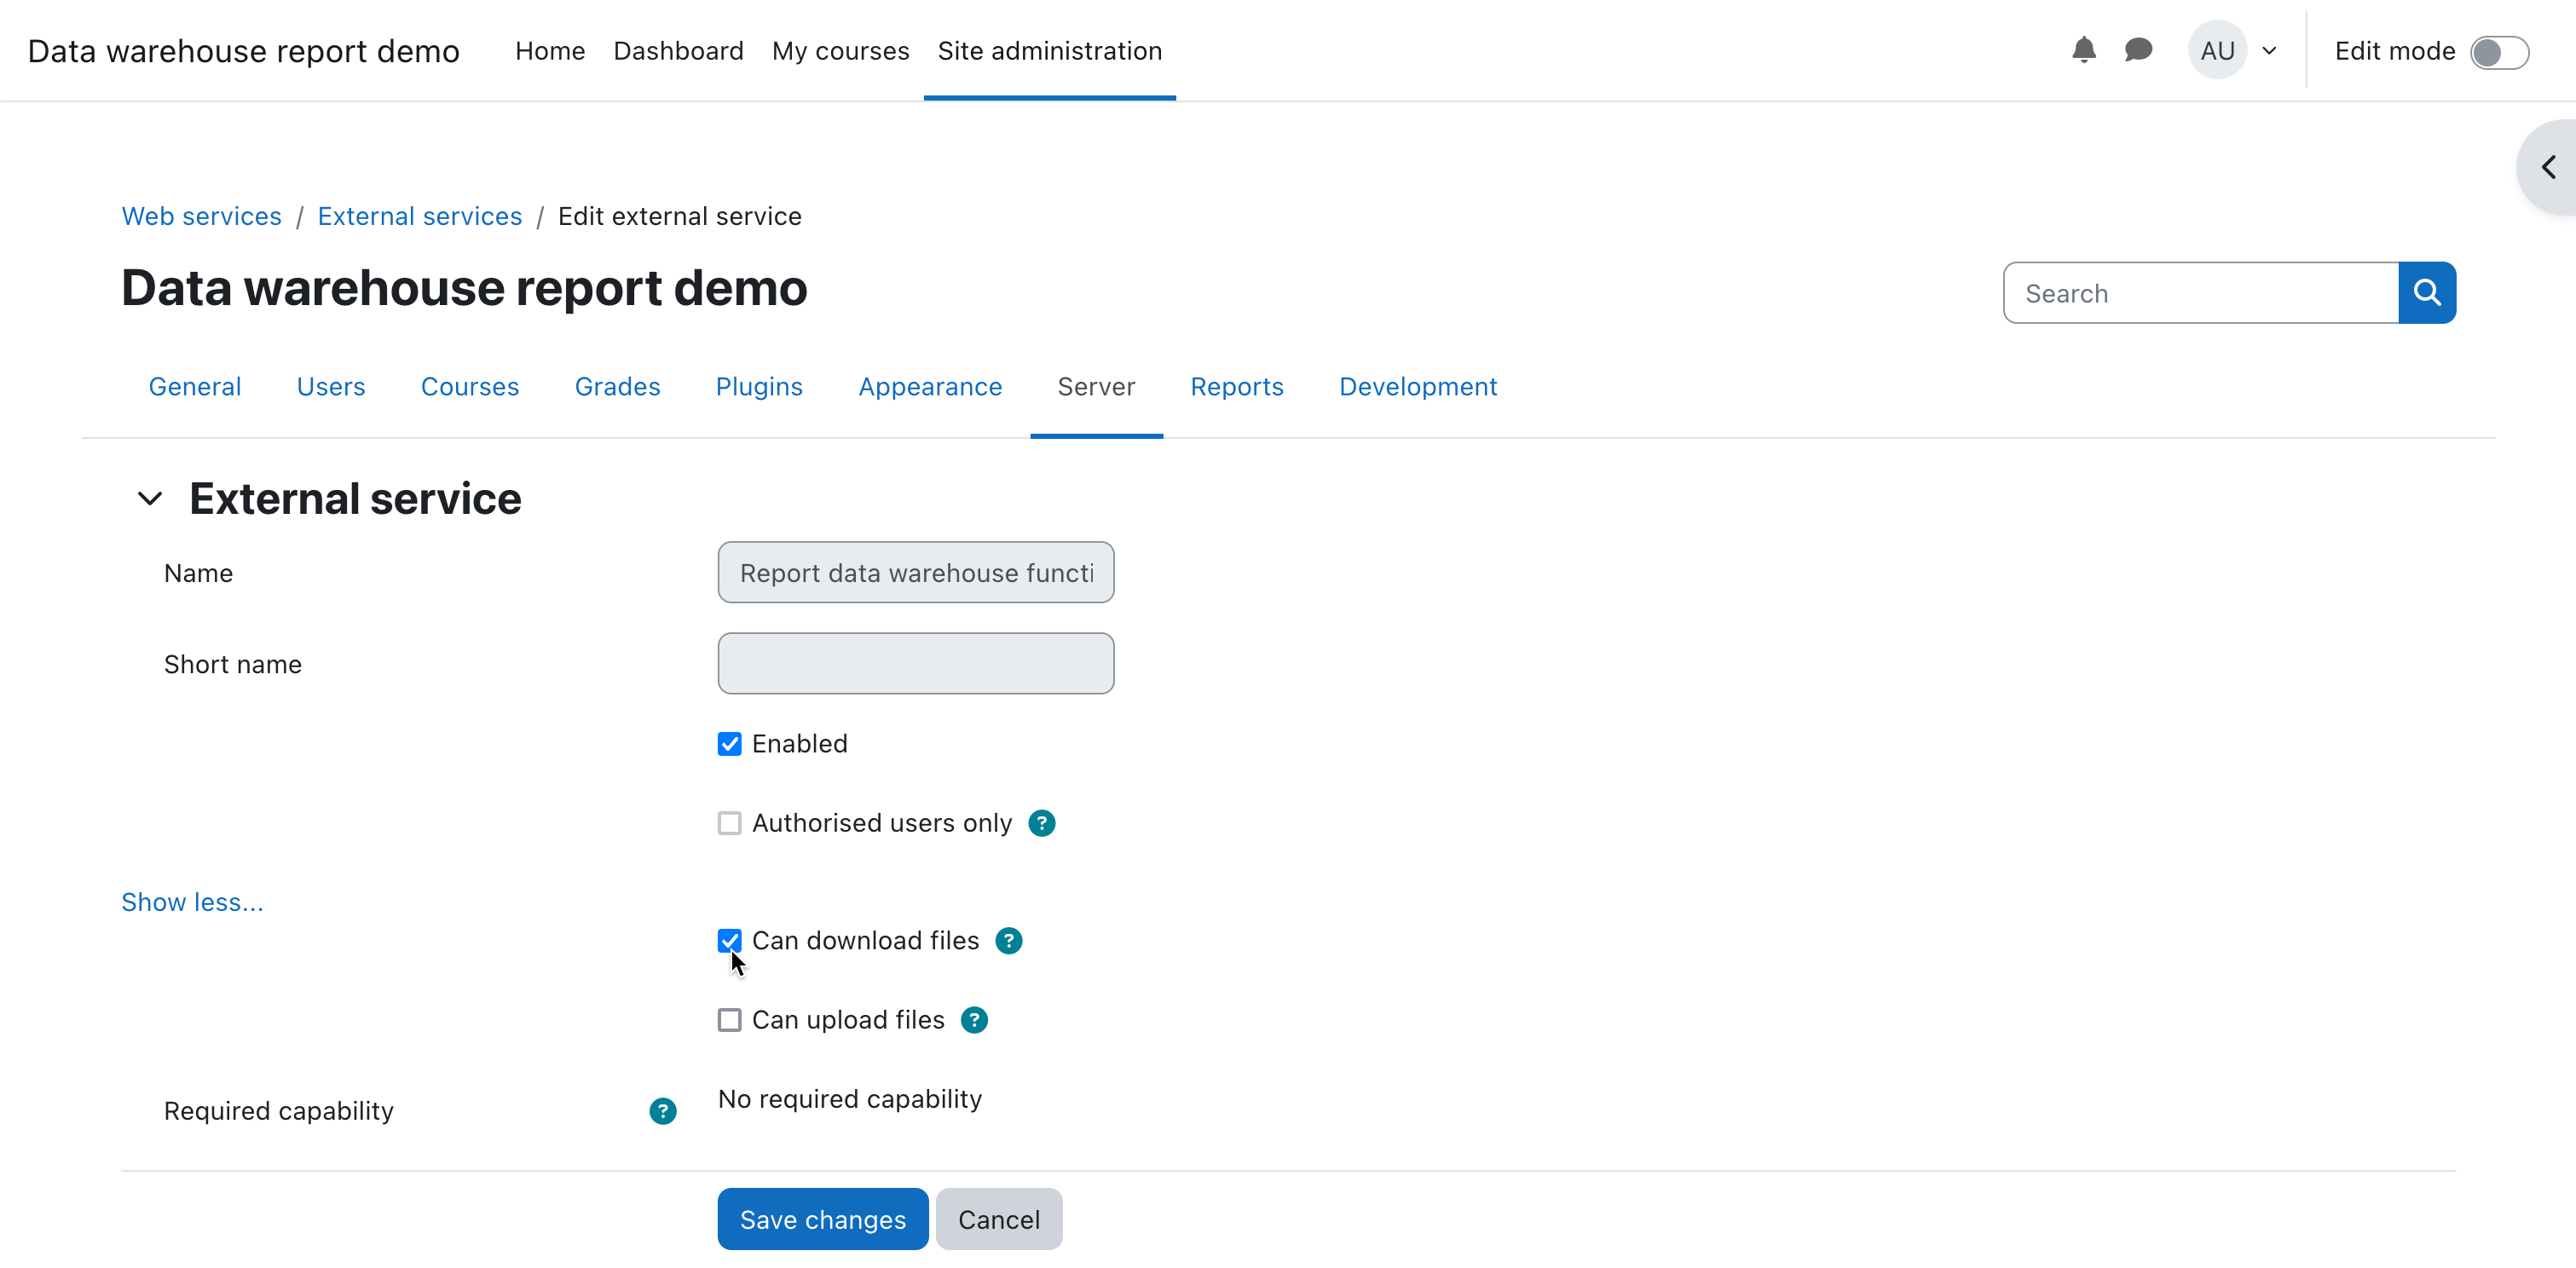 Data warehouse report demo Home Dashboard My courses Site administration AU Edit mode
Web services / External services / Edit external service
Data warehouse report demo
Search
General Users Courses Grades Plugins Appearance Server Reports Development
External service
Name Report data warehouse functi
Short name
Enabled
Authorised users only ?
Show less...
Can download files ?
Can upload files ?
Required capability ? No required capability
Save changes Cancel